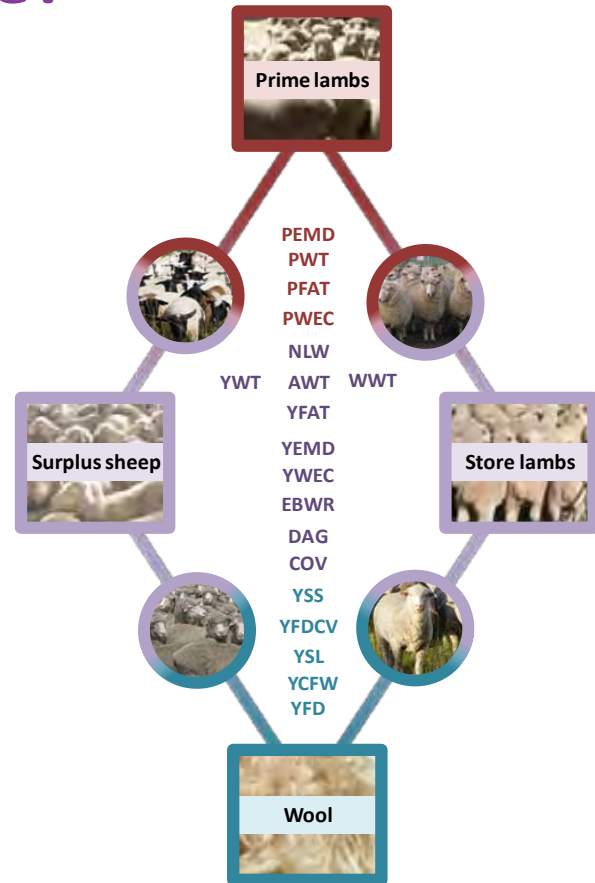 Prime lambs
PEMD
PWT
PFAT
PWEC
NLW
YWT AWT WWT
YFAT
Surplus sheep
Store lambs
YEMD
YWEC
EBWR
DAG
COV
YSS
YFDCV
YSL
YCFW
YFD
Wool